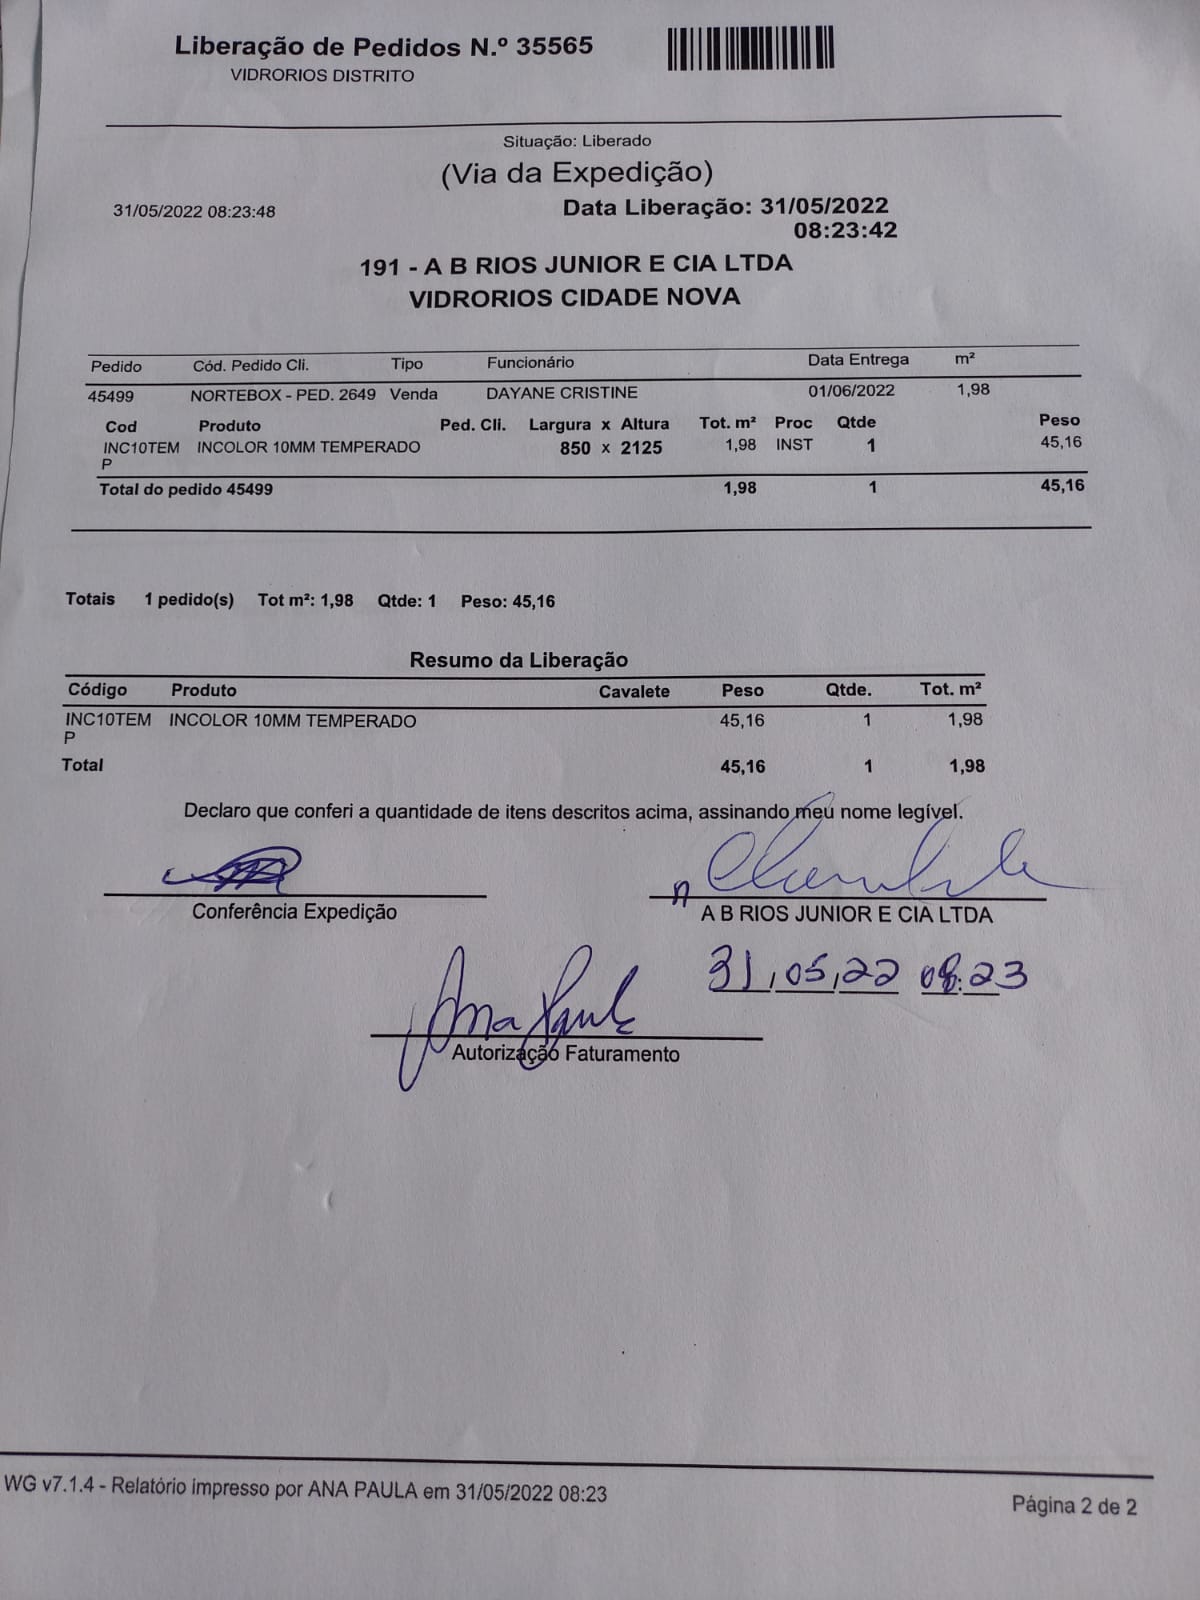 Liberação de Pedidos N.º 35565
VIDRORIOS DISTRITO
Situação: Liberado
(Via da Expedição)
31/05/2022 08:23:48 Data Liberação: 31/05/2022
08:23:42
191 - A B RIOS JUNIOR E CIA LTDA
VIDRORIOS CIDADE NOVA
Pedido Cód. Pedido Cli. Tipo Funcionário Data Entrega m²
45499 NORTEBOX - PED. 2649 Venda DAYANE CRISTINE 01/06/2022 1,98
Cod Produto Ped. Cli. Largura x Altura Tot. m² Proc Qtde Peso
INC10TEM INCOLOR 10MM TEMPERADO 850 x 2125 1,98 INST 1 45,16
P
Total do pedido 45499 1,98 1 45,16
Totais 1 pedido(s) Tot m²: 1,98 Qtde: 1 Peso: 45,16
Resumo da Liberação
Código Produto Cavalete Peso Qtde. Tot. m²
INC10TEM INCOLOR 10MM TEMPERADO 45,16 1 1,98
P
Total 45,16 1 1,98
Declaro que conferi a quantidade de itens descritos acima, assinando meu nome legível.
Conferência Expedição A B RIOS JUNIOR E CIA LTDA
31/05/22 08:23
Ana Paula
Autorização Faturamento
WG v7.1.4 - Relatório impresso por ANA PAULA em 31/05/2022 08:23
Página 2 de 2